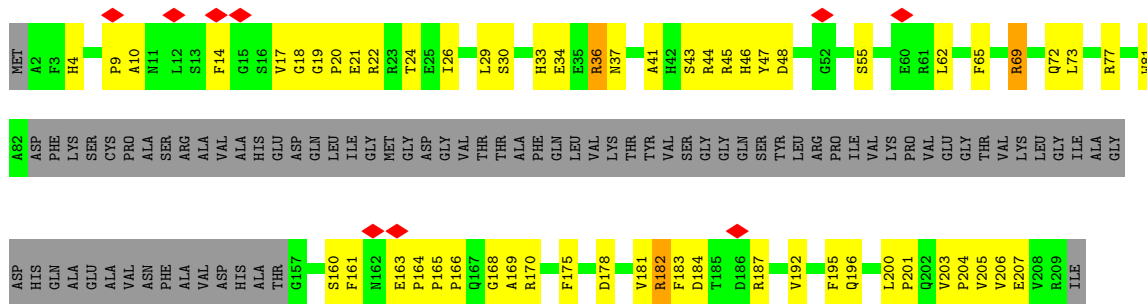 MET A2 F3 H4 P9 A10 N11 L12 S13 F14 G15 S16 V17 G18 G19 P20 E21 R22 R23 T24 E25 I26 L29 S30 H33 E34 E35 R36 N37 A41 H42 S43 R44 R45 H46 Y47 D48 G52 S55 E60 R61 L62 F65 R69 Q72 L73 R77
A82 ASP PHE LYS SER CYS PRO ALA SER ARG ALA VAL ALA HIS GLU ASP GLN LEU ILE GLY MET GLY ASP GLY VAL THR THR ALA PHE GLN LEU VAL LYS THR TYR VAL SER GLY GLY GLN SER TYR LEU ARG PRO ILE VAL LYS PRO VAL GLU GLY THR VAL LYS LEU GLY ILE ALA GLY
ASP HIS GLN ALA GLU ALA VAL ASN PHE ALA VAL ASP HIS ALA THR G157 S160 F161 N162 E163 P164 P165 P166 Q167 G168 A169 R170 F175 D178 V181 R182 F183 D184 T185 D186 R187 V192 F195 Q196 L200 P201 Q202 V203 P204 V205 V206 E207 V208 R209 ILE